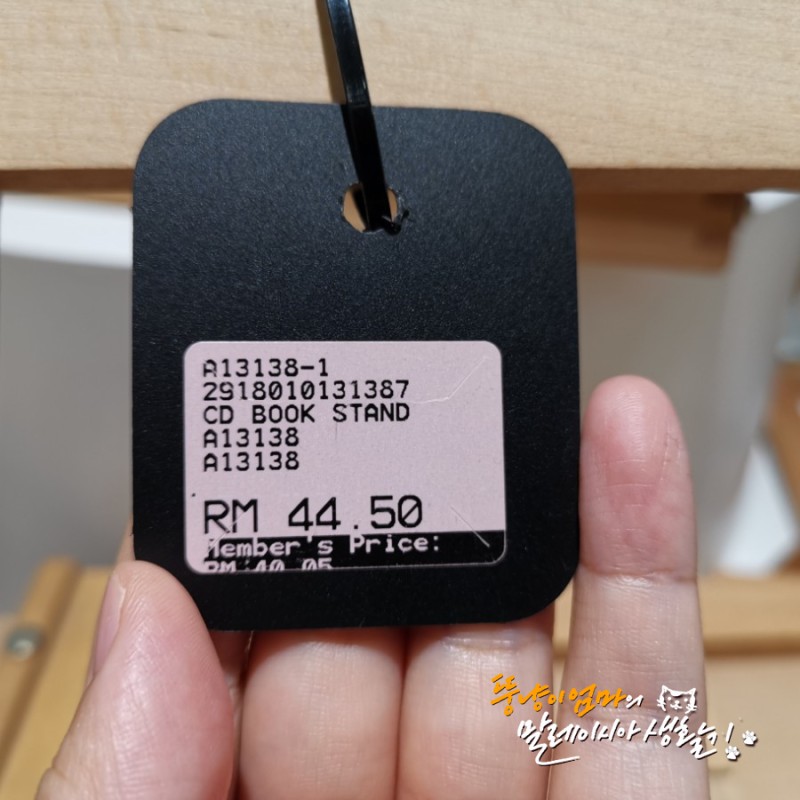 A13138-1
2918010131387
CD BOOK STAND
A13138
A13138
RM 44.50
Member's Price:
RM 40.05
뚱냥이엄마의
말레이시아 생활기!